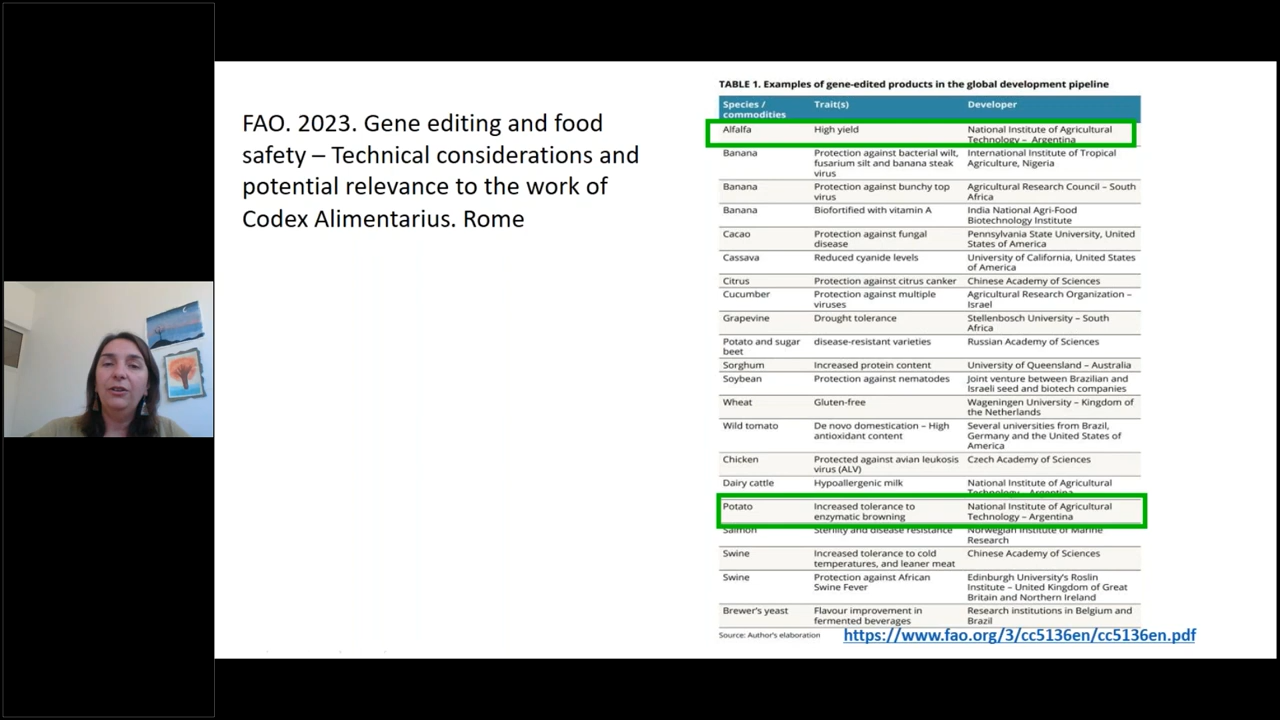 FAO. 2023. Gene editing and food
safety – Technical considerations and
potential relevance to the work of
Codex Alimentarius. Rome
TABLE 1. Examples of gene-edited products in the global development pipeline
Species / commodities Trait(s) Developer
Alfalfa High yield National Institute of Agricultural
Technology – Argentina
Banana Protection against bacterial wilt, International Institute of Tropical
fusarium silt and banana steak Agriculture, Nigeria
virus
Banana Protection against bunchy top Agricultural Research Council – South
virus Africa
Banana Biofortified with vitamin A India National Agri-Food
Biotechnology Institute
Cacao Protection against fungal Pennsylvania State University, United
disease States of America
Cassava Reduced cyanide levels University of California, United States
of America
Citrus Protection against citrus canker Chinese Academy of Sciences
Cucumber Protection against multiple Agricultural Research Organization –
viruses Israel
Grapevine Drought tolerance Stellenbosch University – South
Africa
Potato and sugar disease-resistant varieties Russian Academy of Sciences
beet
Sorghum Increased protein content University of Queensland – Australia
Soybean Protection against nematodes Joint venture between Brazilian and
Israeli seed and biotech companies
Wheat Gluten-free Wageningen University – Kingdom of
the Netherlands
Wild tomato De novo domestication – High Several universities from Brazil,
antioxidant content Germany and the United States of
America
Chicken Protected against avian leukosis Czech Academy of Sciences
virus (ALV)
Dairy cattle Hypoallergenic milk National Institute of Agricultural
Technology – Argentina
Potato Increased tolerance to National Institute of Agricultural
enzymatic browning Technology – Argentina
Salmon Sterility and disease resistance Norwegian Institute of Marine
Research
Swine Increased tolerance to cold Chinese Academy of Sciences
temperatures, and leaner meat
Swine Protection against African Edinburgh University's Roslin
Swine Fever Institute – United Kingdom of Great
Britain and Northern Ireland
Brewer's yeast Flavour improvement in Research institutions in Belgium and
fermented beverages Brazil
Source: Author's elaboration https://www.fao.org/3/cc5136en/cc5136en.pdf